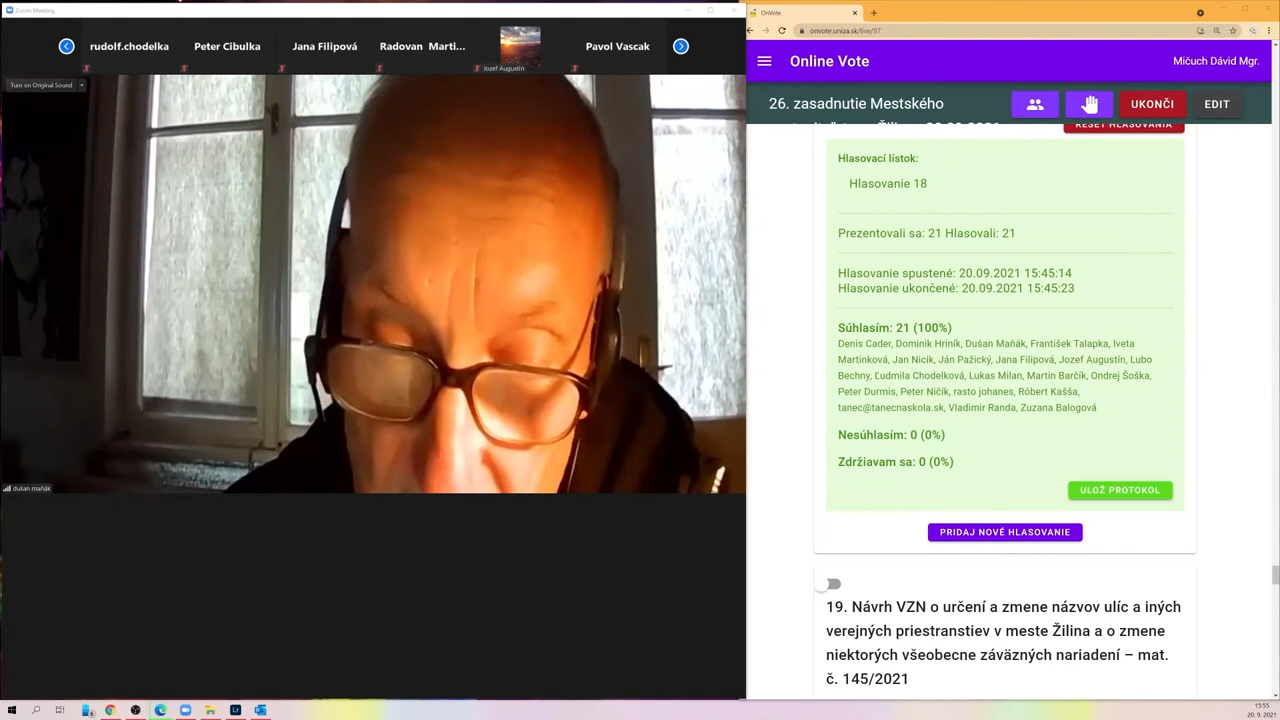 Zoom Meeting
rudolf.chodelka
Peter Cibulka
Jana Filipová
Radovan Marti...
Jozef Augustin
Pavol Vascak
Turn on Original Sound
dušan maňák
OnVote
onvote.uniza.sk/live/97
Online Vote
Mičuch Dávid Mgr.
26. zasadnutie Mestského
UKONČI
EDIT
RESET HLASOVANIA
Hlasovací lístok:
Hlasovanie 18
Prezentovali sa: 21 Hlasovali: 21
Hlasovanie spustené: 20.09.2021 15:45:14
Hlasovanie ukončené: 20.09.2021 15:45:23
Súhlasím: 21 (100%)
Denis Cader, Dominik Hriník, Dušan Maňák, František Talapka, Iveta
Martinková, Jan Nicik, Ján Pažický, Jana Filipová, Jozef Augustín, Lubo
Bechny, Ľudmila Chodelková, Lukas Milan, Martin Barčík, Ondrej Šoška,
Peter Durmis, Peter Ničík, rasto johanes, Róbert Kašša,
tanec@tanecnaskola.sk, Vladimir Randa, Zuzana Balogová
Nesúhlasím: 0 (0%)
Zdržiavam sa: 0 (0%)
ULOŽ PROTOKOL
PRIDAJ NOVÉ HLASOVANIE
19. Návrh VZN o určení a zmene názvov ulíc a iných
verejných priestranstiev v meste Žilina a o zmene
niektorých všeobecne záväzných nariadení – mat.
č. 145/2021
15:55
20. 9. 2021